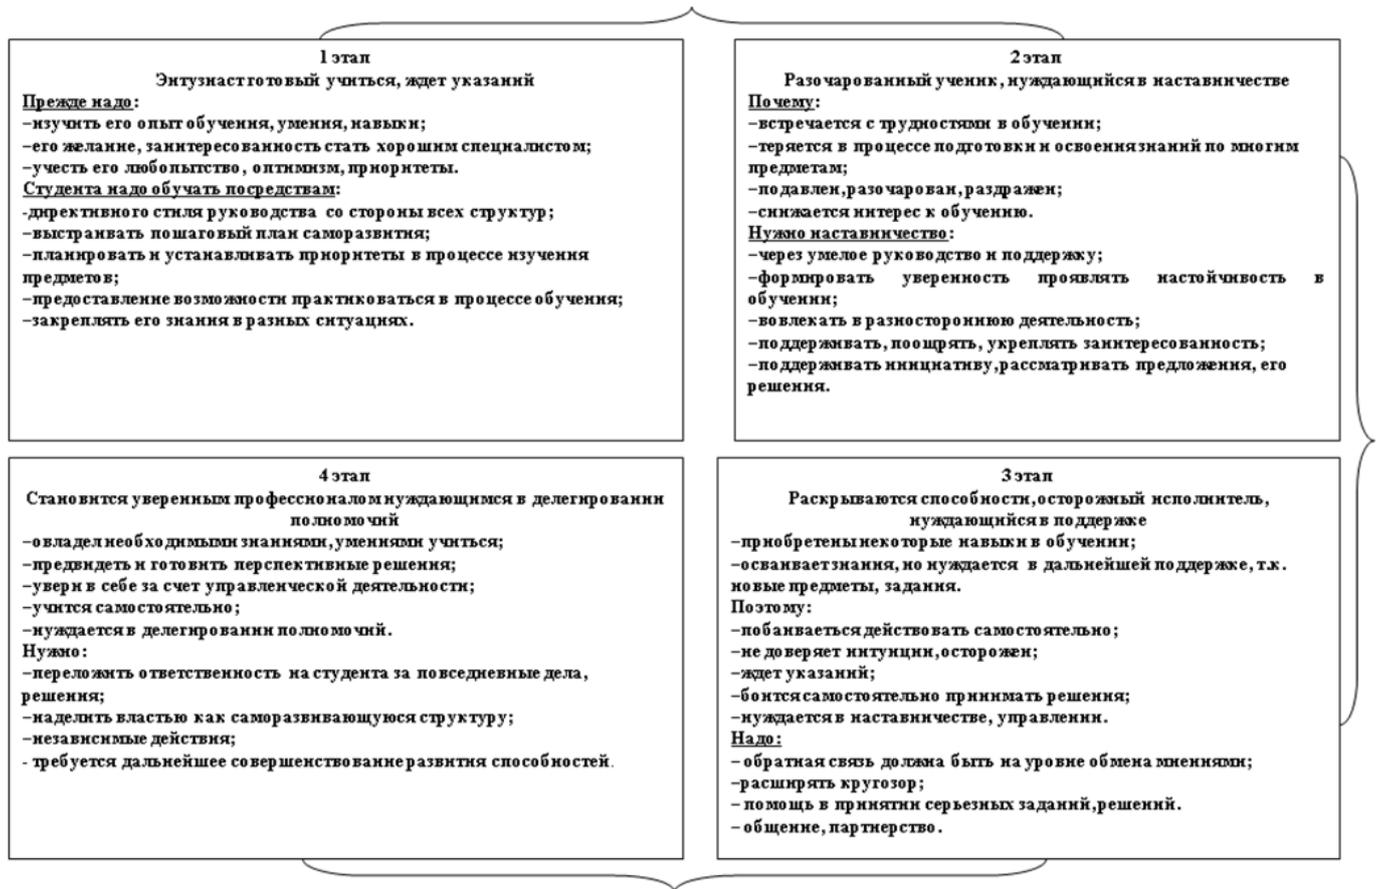 1 этап
Энтузиаст готовый учиться, ждет указаний
Прежде надо:
–изучить его опыт обучения, умения, навыки;
–его желание, заинтересованность стать хорошим специалистом;
–учесть его любопытство, оптимизм, приоритеты.
Студента надо обучать посредствам:
-директивного стиля руководства со стороны всех структур;
–выстраивать пошаговый план саморазвития;
–планировать и устанавливать приоритеты в процессе изучения
предметов;
–предоставление возможности практиковаться в процессе обучения;
–закреплять его знания в разных ситуациях.
2 этап
Разочарованный ученик, нуждающийся в наставничестве
Почему:
–встречается с трудностями в обучении;
–теряется в процессе подготовки и освоения знаний по многим
предметам;
–подавлен, разочарован, раздражен;
–снижается интерес к обучению.
Нужно наставничество:
–через умелое руководство и поддержку;
–формировать уверенность проявлять настойчивость в
обучении;
–вовлекать в разностороннюю деятельность;
–поддерживать, поощрять, укреплять заинтересованность;
–поддерживать инициативу, рассматривать предложения, его
решения.
4 этап
Становится уверенным профессионалом нуждающимся в делегировании
полномочий
–овладел необходимыми знаниями, умениями учиться;
–предвидеть и готовить перспективные решения;
–уверн в себе за счет управленческой деятельности;
–учится самостоятельно;
–нуждается в делегировании полномочий.
Нужно:
–переложить ответственность на студента за повседневные дела,
решения;
–наделить властью как саморазвивающуюся структуру;
–независимые действия;
- требуется дальнейшее совершенствование развития способностей.
3 этап
Раскрываются способности, осторожный исполнитель,
нуждающийся в поддержке
–приобретены некоторые навыки в обучении;
–осваивает знания, но нуждается в дальнейшей поддержке, т.к.
новые предметы, задания.
Поэтому:
–побаиваеться действовать самостоятельно;
–не доверяет интуиции, осторожен;
–ждет указаний;
–боится самостоятельно принимать решения;
–нуждается в наставничестве, управлении.
Надо:
– обратная связь должна быть на уровне обмена мнениями;
–расширять кругозор;
– помощь в принятии серьезных заданий, решений.
– общение, партнерство.